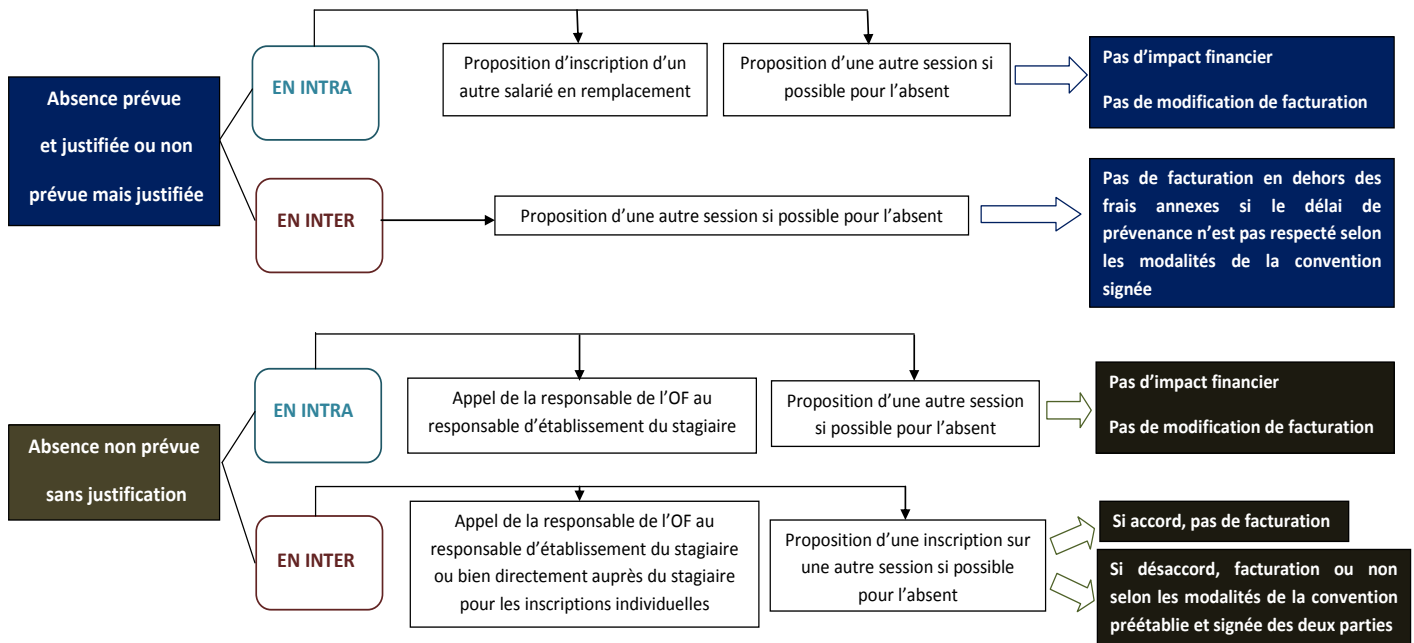 Absence prévue
et justifiée ou non
prévue mais justifiée
EN INTRA
Proposition d’inscription d’un
autre salarié en remplacement
Proposition d’une autre session si
possible pour l’absent
Pas d’impact financier
Pas de modification de facturation
EN INTER
Proposition d’une autre session si possible pour l’absent
Pas de facturation en dehors des
frais annexes si le délai de
prévenance n’est pas respecté selon
les modalités de la convention
signée
Absence non prévue
sans justification
EN INTRA
Appel de la responsable de l’OF au
responsable d’établissement du stagiaire
Proposition d’une autre session
si possible pour l’absent
Pas d’impact financier
Pas de modification de facturation
EN INTER
Appel de la responsable de l’OF au
responsable d’établissement du stagiaire
ou bien directement auprès du stagiaire
pour les inscriptions individuelles
Proposition d’une inscription sur
une autre session si possible
pour l’absent
Si accord, pas de facturation
Si désaccord, facturation ou non
selon les modalités de la convention
préétablie et signée des deux parties